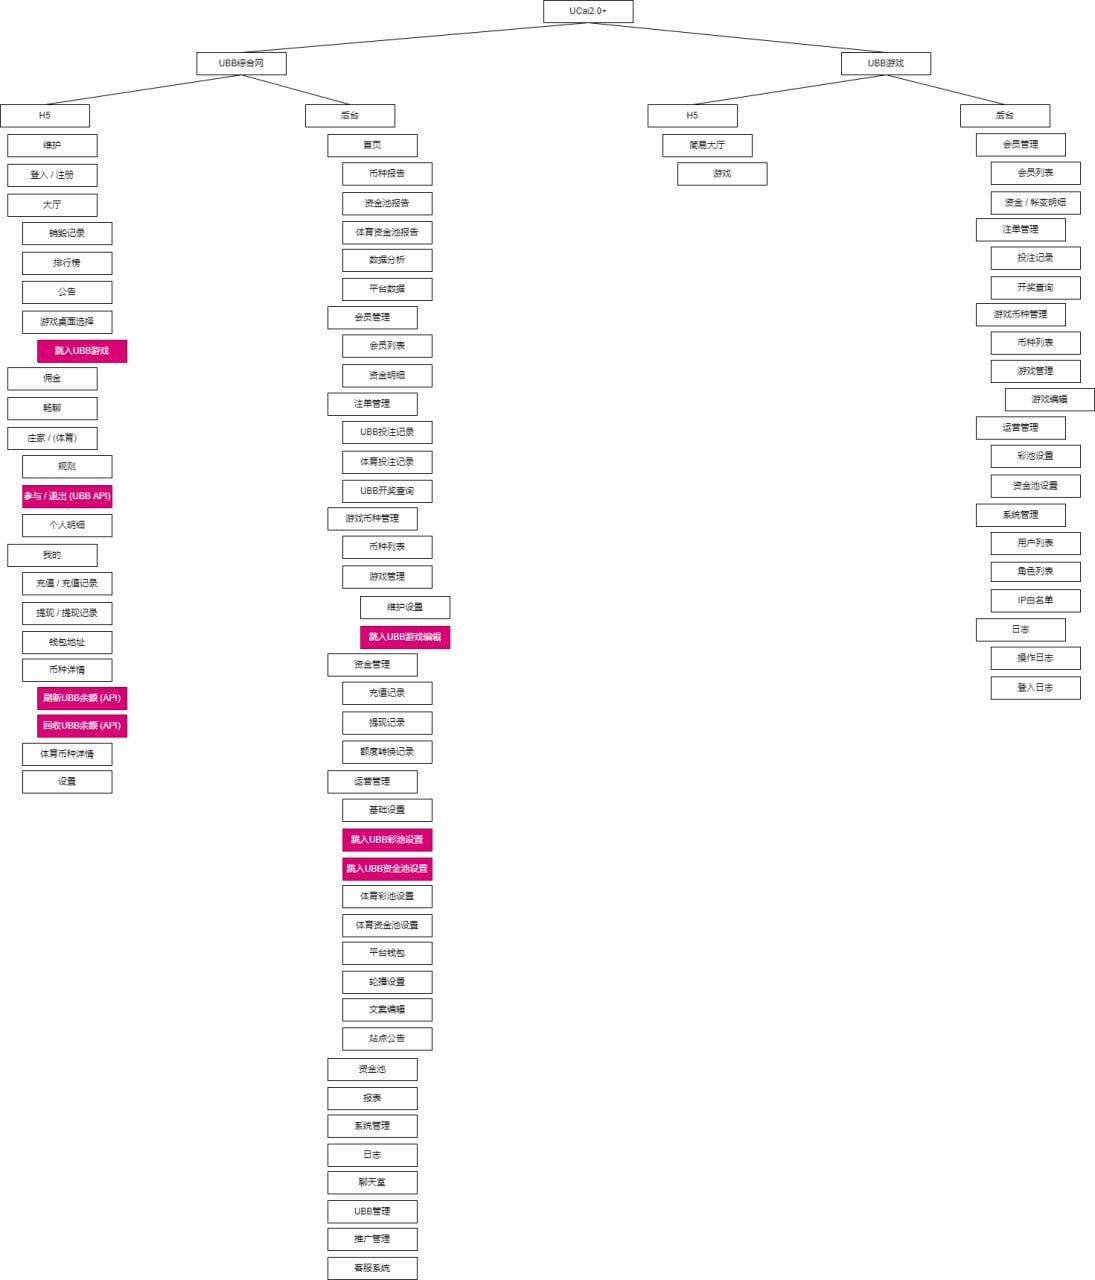 UCai2.0+
UBB综合网
UBB游戏
H5
后台
H5
后台
维护
登入 / 注册
大厅
销毁记录
排行榜
公告
游戏桌面选择
跳入UBB游戏
佣金
畅聊
庄家 / (体育)
规则
参与 / 退出 (UBB API)
个人明细
我的
充值 / 充值记录
提现 / 提现记录
钱包地址
币种详情
刷新UBB余额 (API)
回收UBB余额 (API)
体育币种详情
设置
首页
币种报告
资金池报告
体育资金池报告
数据分析
平台数据
会员管理
会员列表
资金明细
注单管理
UBB投注记录
体育投注记录
UBB开奖查询
游戏币种管理
币种列表
游戏管理
维护设置
跳入UBB游戏编辑
资金管理
充值记录
提现记录
额度转换记录
运营管理
基础设置
跳入UBB彩池设置
跳入UBB资金池设置
体育彩池设置
体育资金池设置
平台钱包
轮播设置
文案编辑
站点公告
资金池
报表
系统管理
日志
聊天室
UBB管理
推广管理
客服系统
简易大厅
游戏
会员管理
会员列表
资金 / 帐变明细
注单管理
投注记录
开奖查询
游戏币种管理
币种列表
游戏管理
游戏编辑
运营管理
彩池设置
资金池设置
系统管理
用户列表
角色列表
IP白名单
日志
操作日志
登入日志